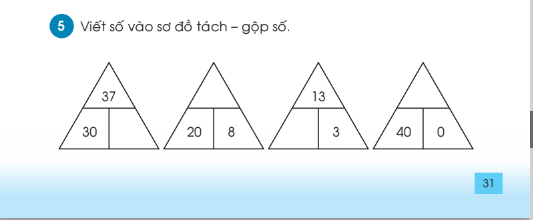 5 Viết số vào sơ đồ tách – gộp số.
37 13
30 20 8 3 40 0
31